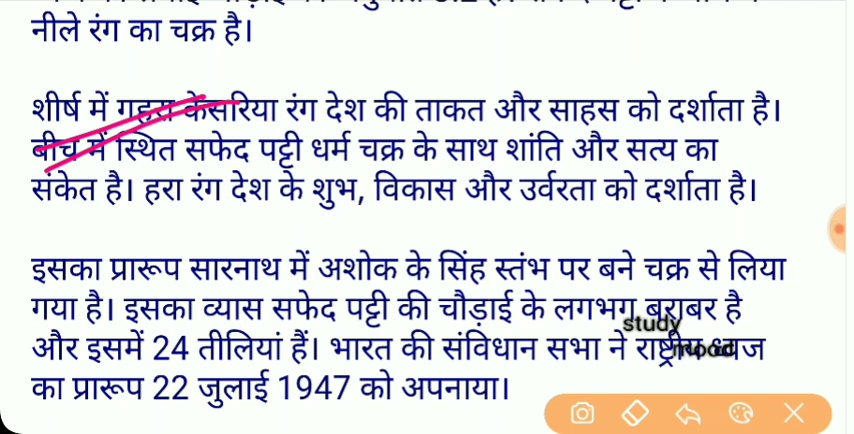 नीले रंग का चक्र है।
शीर्ष में गहरा केसरिया रंग देश की ताकत और साहस को दर्शाता है।
बीच में स्थित सफेद पट्टी धर्म चक्र के साथ शांति और सत्य का
संकेत है। हरा रंग देश के शुभ, विकास और उर्वरता को दर्शाता है।
इसका प्रारूप सारनाथ में अशोक के सिंह स्तंभ पर बने चक्र से लिया
गया है। इसका व्यास सफेद पट्टी की चौड़ाई के लगभग बराबर है
study
और इसमें 24 तीलियां हैं। भारत की संविधान सभा ने राष्ट्रीय ध्वज
mood
का प्रारूप 22 जुलाई 1947 को अपनाया।